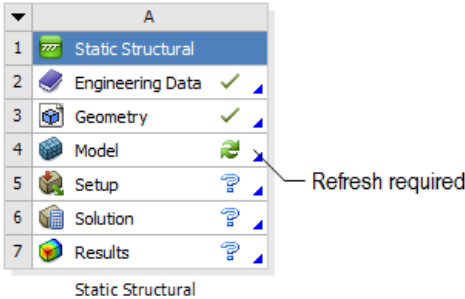 A
1 Static Structural
2 Engineering Data
3 Geometry
4 Model
5 Setup ?
6 Solution ?
7 Results ?
Refresh required
Static Structural